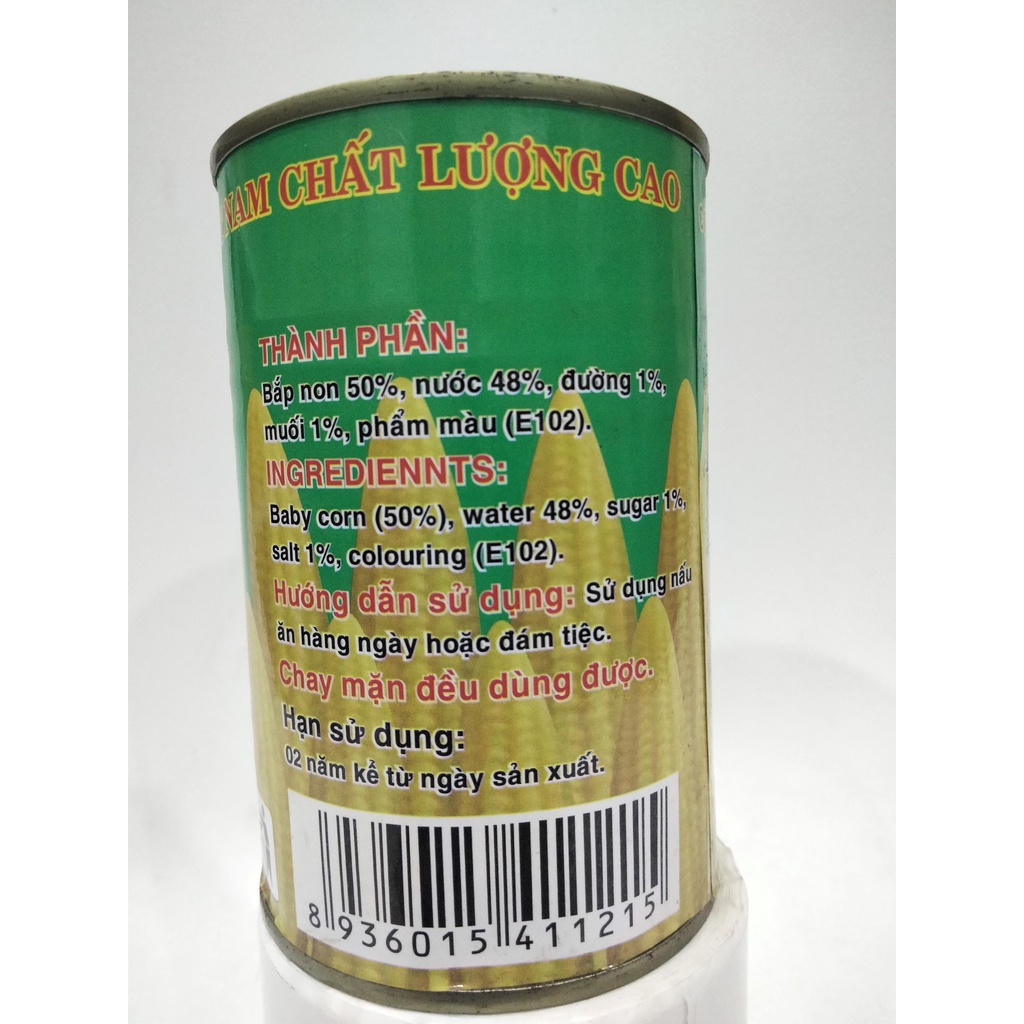 NAM CHẤT LƯỢNG CAO
THÀNH PHẦN:
Bắp non 50%, nước 48%, đường 1%,
muối 1%, phẩm màu (E102).
INGREDIENNTS:
Baby corn (50%), water 48%, sugar 1%,
salt 1%, colouring (E102).
Hướng dẫn sử dụng: Sử dụng nấu
ăn hàng ngày hoặc đám tiệc.
Chay mặn đều dùng được.
Hạn sử dụng:
02 năm kể từ ngày sản xuất.
8 936015 411215